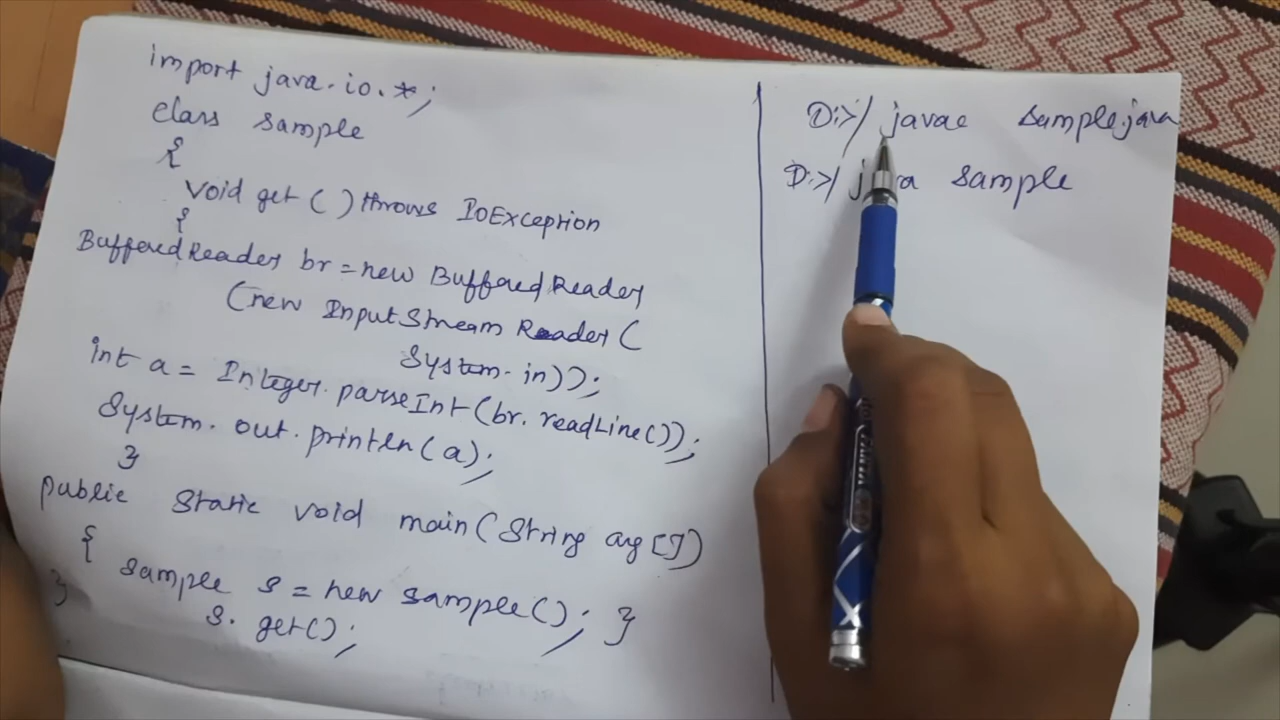 import java.io.*;
class sample
{
void get ( ) throws IOException
{
BufferedReader br = new BufferedReader
(new InputStream Reader (
System.in));
int a = Integer.parseInt(br.readLine());
System.out.println(a);
}
public static void main(String arg[])
{ sample s = new sample(); }
s.get();
}
D:>/ javac sample.java
D:>/ java sample